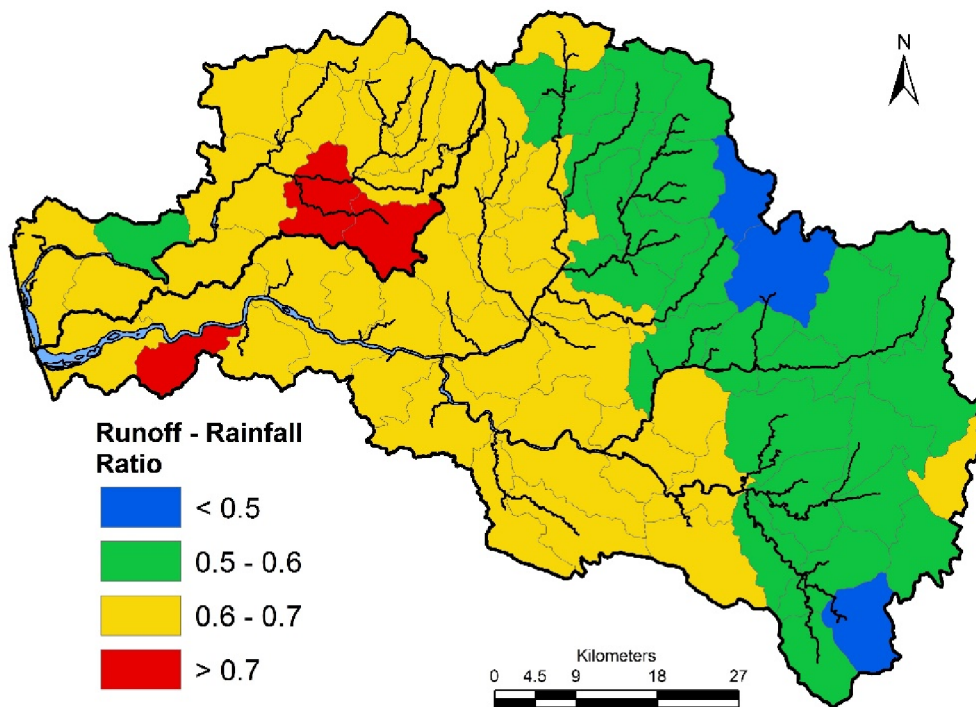 N
Runoff - Rainfall
Ratio
< 0.5
0.5 - 0.6
0.6 - 0.7
> 0.7
Kilometers
0 4.5 9 18 27